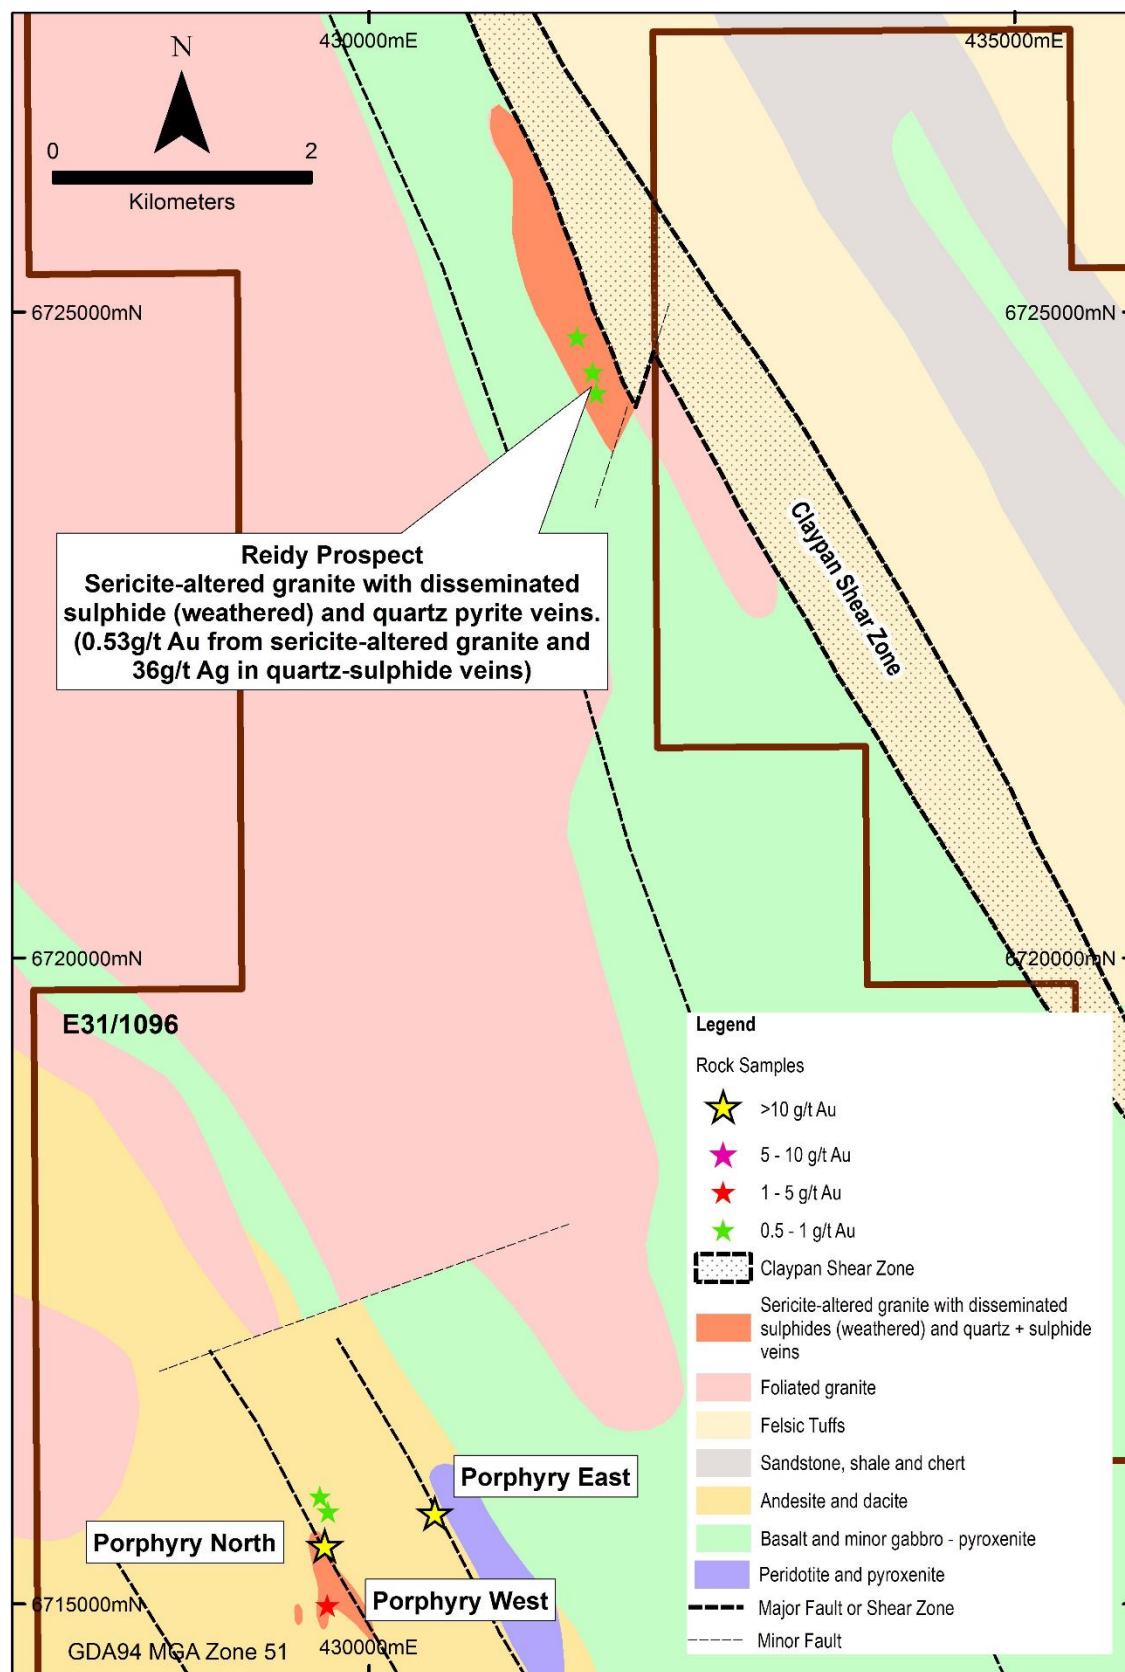 430000mE
435000mE
N
0 2
Kilometers
6725000mN
6725000mN
Reidy Prospect
Sericite-altered granite with disseminated
sulphide (weathered) and quartz pyrite veins.
(0.53g/t Au from sericite-altered granite and
36g/t Ag in quartz-sulphide veins)
Claypan Shear Zone
6720000mN
6720000mN
E31/1096
Legend
Rock Samples
>10 g/t Au
5 - 10 g/t Au
1 - 5 g/t Au
0.5 - 1 g/t Au
Claypan Shear Zone
Sericite-altered granite with disseminated
sulphides (weathered) and quartz + sulphide
veins
Foliated granite
Felsic Tuffs
Sandstone, shale and chert
Andesite and dacite
Basalt and minor gabbro - pyroxenite
Peridotite and pyroxenite
Major Fault or Shear Zone
Minor Fault
Porphyry East
Porphyry North
Porphyry West
6715000mN
GDA94 MGA Zone 51
430000mE